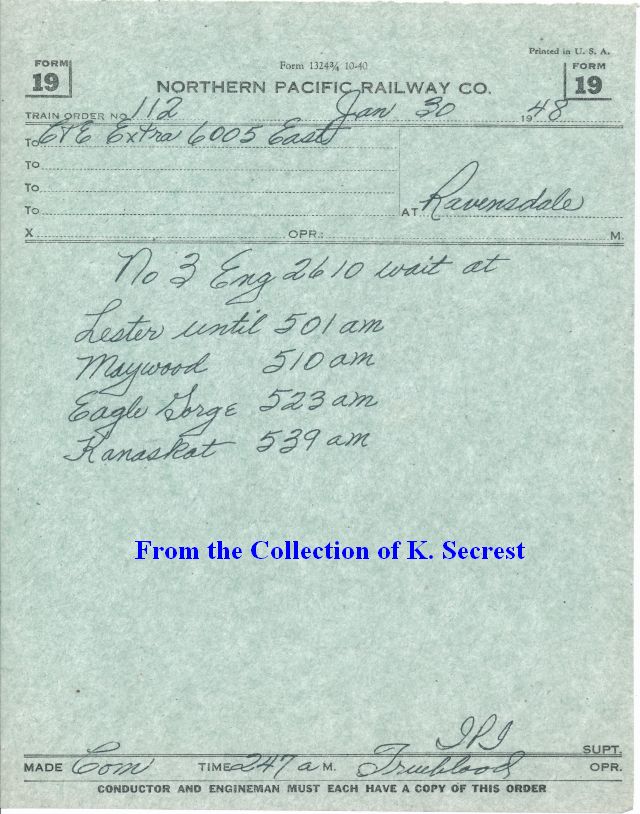 Printed in U. S. A.
FORM 19
Form 1324¾ 10-40
FORM 19
NORTHERN PACIFIC RAILWAY CO.
TRAIN ORDER NO. 112 Jan 30 1948
To C&E Extra 6005 East
To
To
To AT Ravensdale
X OPR.: M.
No 3 Eng 2610 wait at
Lester until 501 am
Maywood 510 am
Eagle Gorge 523 am
Kanaskat 539 am
From the Collection of K. Secrest
SUPT.
MADE Com TIME 247 a M. Trueblood OPR.
CONDUCTOR AND ENGINEMAN MUST EACH HAVE A COPY OF THIS ORDER